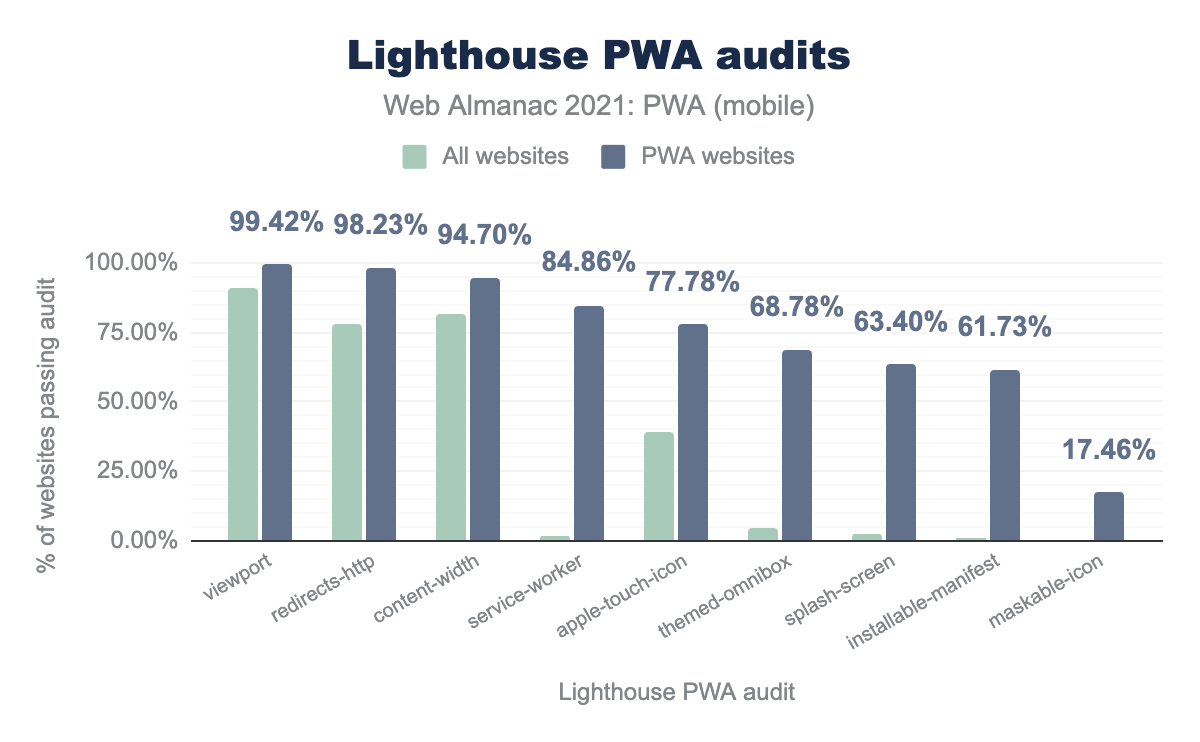 Lighthouse PWA audits
Web Almanac 2021: PWA (mobile)
All websites
PWA websites
99.42%
98.23%
94.70%
84.86%
77.78%
68.78%
63.40%
61.73%
17.46%
% of websites passing audit
100.00%
75.00%
50.00%
25.00%
0.00%
viewport
redirects-http
content-width
service-worker
apple-touch-icon
themed-omnibox
splash-screen
installable-manifest
maskable-icon
Lighthouse PWA audit